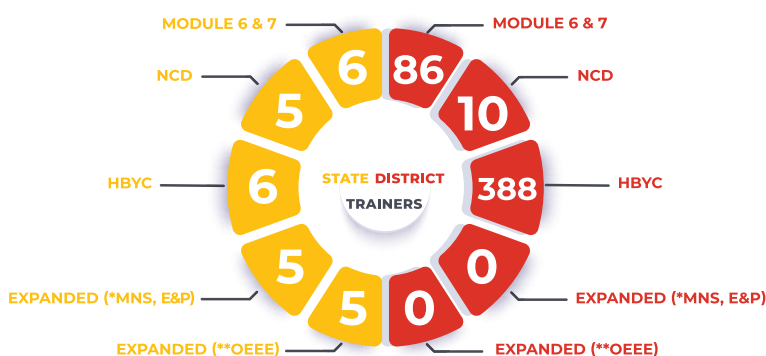 MODULE 6 & 7
MODULE 6 & 7
6
86
NCD
NCD
5
10
HBYC
HBYC
6
388
STATE DISTRICT
TRAINERS
5
0
EXPANDED (*MNS, E&P)
EXPANDED (*MNS, E&P)
5
0
EXPANDED (**OEEE)
EXPANDED (**OEEE)